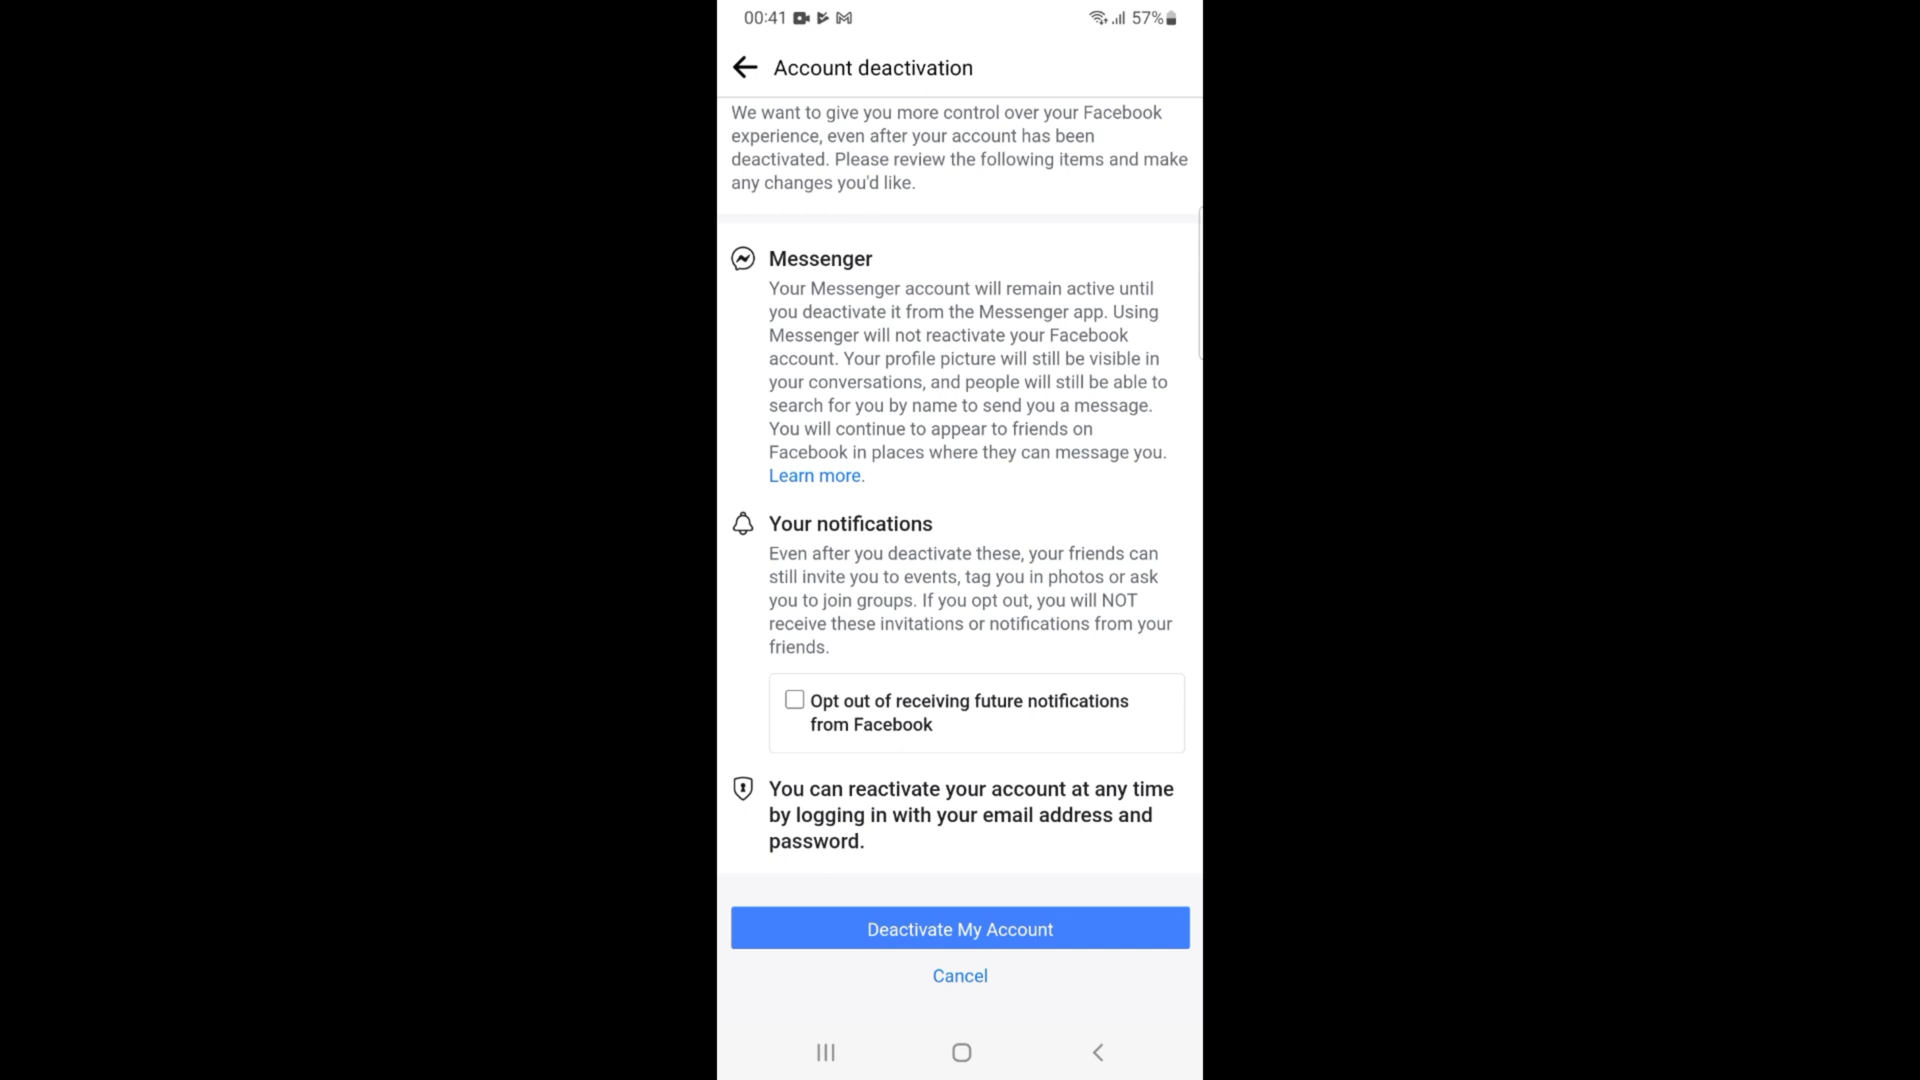 00:41 57%
Account deactivation
We want to give you more control over your Facebook
experience, even after your account has been
deactivated. Please review the following items and make
any changes you'd like.
Messenger
Your Messenger account will remain active until
you deactivate it from the Messenger app. Using
Messenger will not reactivate your Facebook
account. Your profile picture will still be visible in
your conversations, and people will still be able to
search for you by name to send you a message.
You will continue to appear to friends on
Facebook in places where they can message you.
Learn more.
Your notifications
Even after you deactivate these, your friends can
still invite you to events, tag you in photos or ask
you to join groups. If you opt out, you will NOT
receive these invitations or notifications from your
friends.
Opt out of receiving future notifications
from Facebook
You can reactivate your account at any time
by logging in with your email address and
password.
Deactivate My Account
Cancel